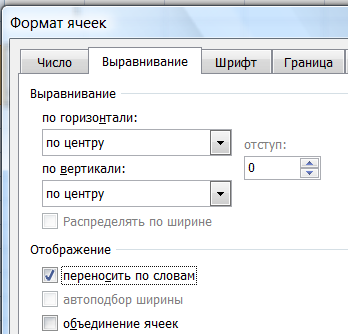 Формат ячеек
Число Выравнивание Шрифт Граница
Выравнивание
по горизонтали:
по центру
отступ:
0
по вертикали:
по центру
Распределять по ширине
Отображение
переносить по словам
автоподбор ширины
объединение ячеек